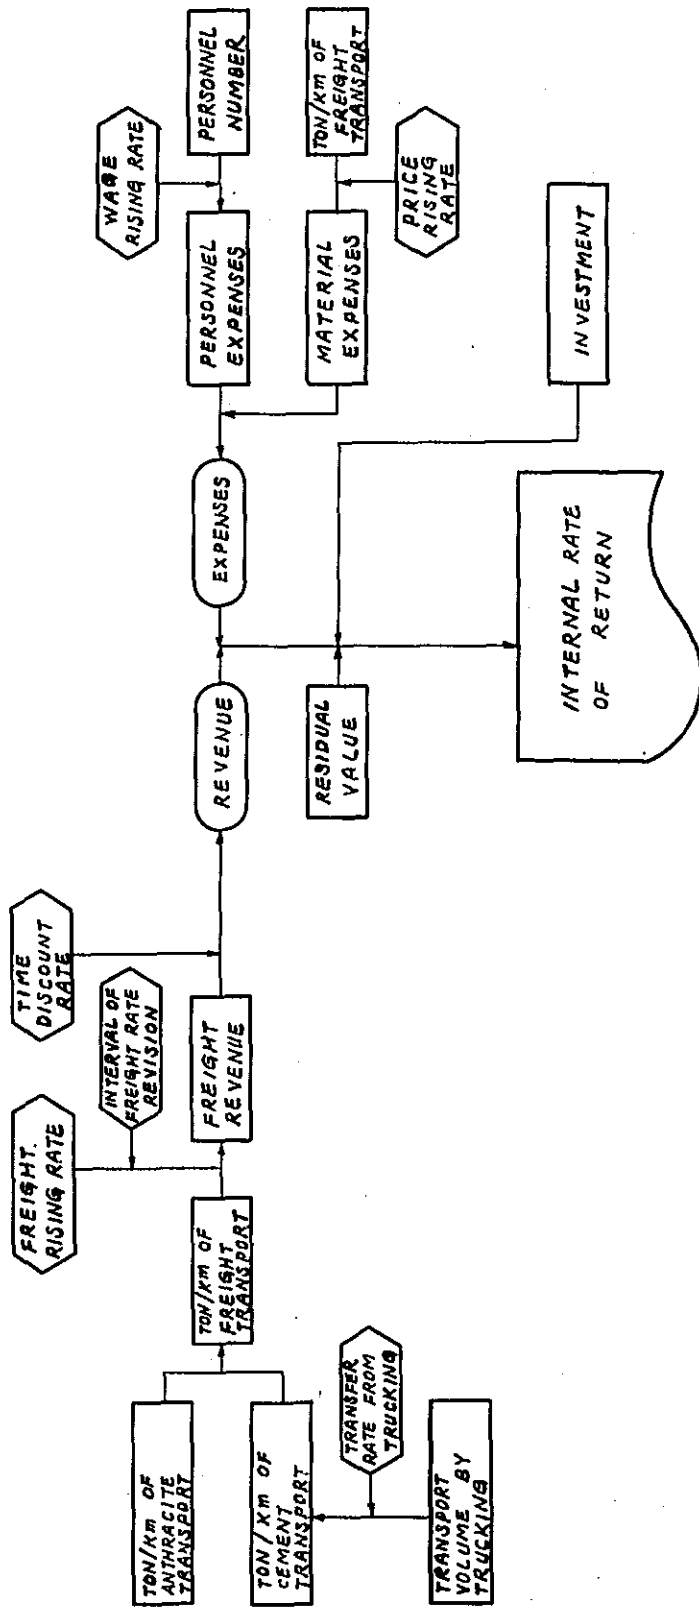 TIME
DISCOUNT
RATE
FREIGHT.
RISING RATE
INTERVAL OF
FREIGHT RATE
REVISION
WAGE
RISING RATE
TON/KM OF
ANTHRACITE
TRANSPORT
TON/KM OF
CEMENT
TRANSPORT
TRANSFER
RATE FROM
TRUCKING
TRANSPORT
VOLUME BY
TRUCKING
TON/KM OF
FREIGHT
TRANSPORT
FREIGHT
REVENUE
REVENUE
EXPENSES
PERSONNEL
EXPENSES
PERSONNEL
NUMBER
MATERIAL
EXPENSES
TON/KM OF
FREIGHT
TRANSPORT
PRICE
RISING
RATE
RESIDUAL
VALUE
INVESTMENT
INTERNAL RATE
OF RETURN